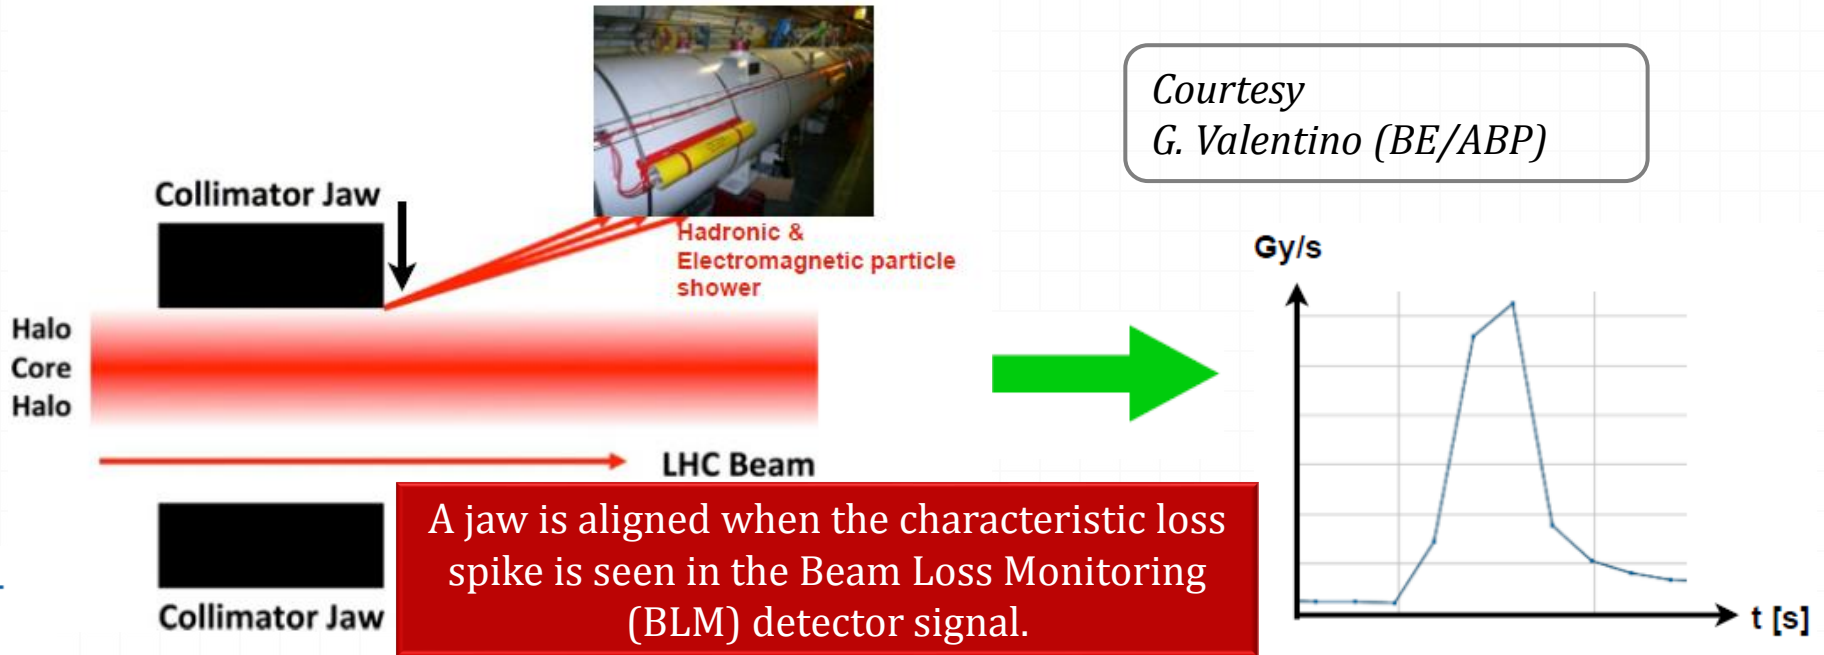 Courtesy
G. Valentino (BE/ABP)
Collimator Jaw
Hadronic &
Electromagnetic particle
shower
Gy/s
Halo
Core
Halo
LHC Beam
A jaw is aligned when the characteristic loss
spike is seen in the Beam Loss Monitoring
(BLM) detector signal.
Collimator Jaw
t [s]